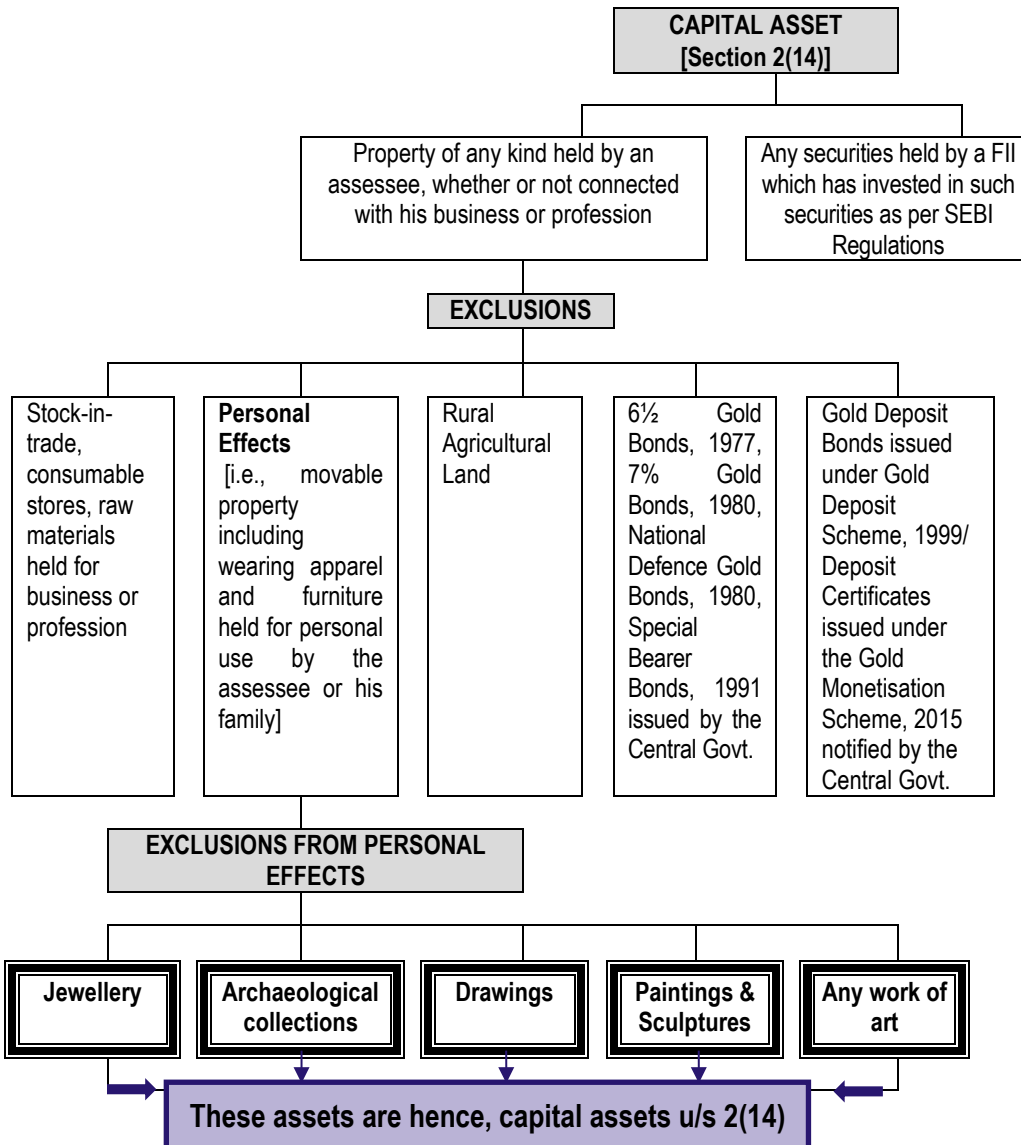 CAPITAL ASSET
[Section 2(14)]
Property of any kind held by an
assessee, whether or not connected
with his business or profession
Any securities held by a FII
which has invested in such
securities as per SEBI
Regulations
EXCLUSIONS
Stock-in-
trade,
consumable
stores, raw
materials
held for
business or
profession
Personal
Effects
[i.e., movable
property
including
wearing apparel
and furniture
held for personal
use by the
assessee or his
family]
Rural
Agricultural
Land
6½ Gold
Bonds, 1977,
7% Gold
Bonds, 1980,
National
Defence Gold
Bonds, 1980,
Special
Bearer
Bonds, 1991
issued by the
Central Govt.
Gold Deposit
Bonds issued
under Gold
Deposit
Scheme, 1999/
Deposit
Certificates
issued under
the Gold
Monetisation
Scheme, 2015
notified by the
Central Govt.
EXCLUSIONS FROM PERSONAL
EFFECTS
Jewellery
Archaeological
collections
Drawings
Paintings &
Sculptures
Any work of
art
These assets are hence, capital assets u/s 2(14)